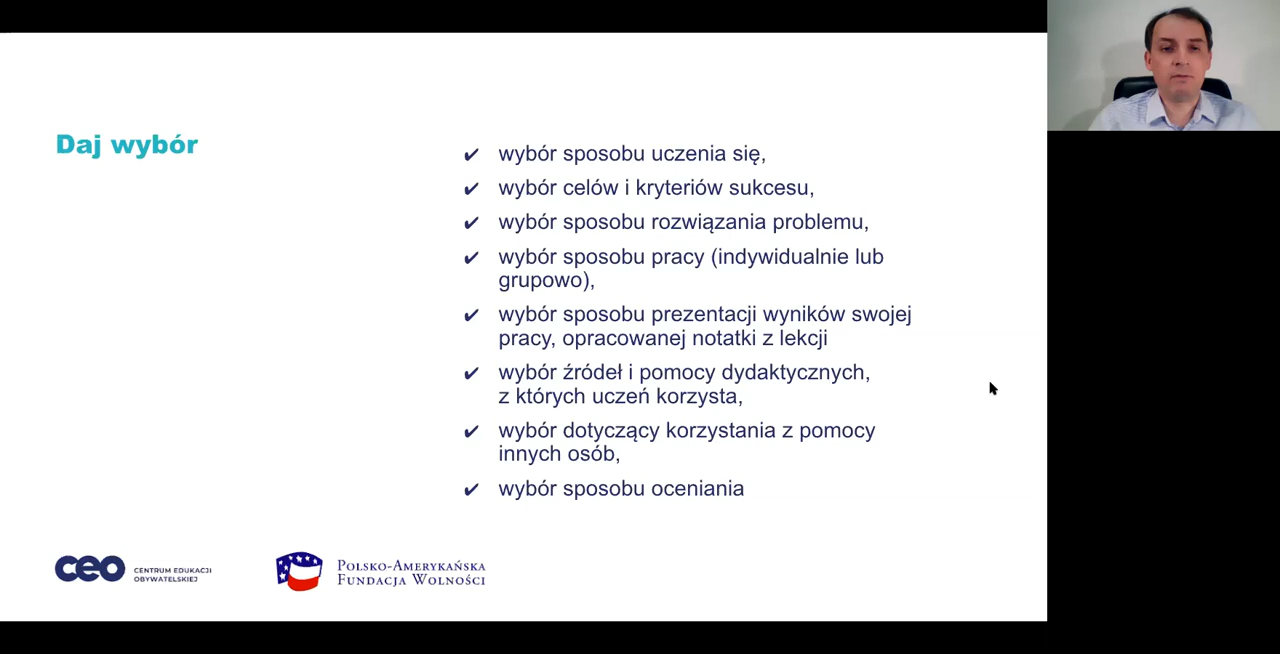 Daj wybór
✔ wybór sposobu uczenia się,
✔ wybór celów i kryteriów sukcesu,
✔ wybór sposobu rozwiązania problemu,
✔ wybór sposobu pracy (indywidualnie lub
grupowo),
✔ wybór sposobu prezentacji wyników swojej
pracy, opracowanej notatki z lekcji
✔ wybór źródeł i pomocy dydaktycznych,
z których uczeń korzysta,
✔ wybór dotyczący korzystania z pomocy
innych osób,
✔ wybór sposobu oceniania
ceo CENTRUM EDUKACJI
OBYWATELSKIEJ
POLSKO-AMERYKAŃSKA
FUNDACJA WOLNOŚCI